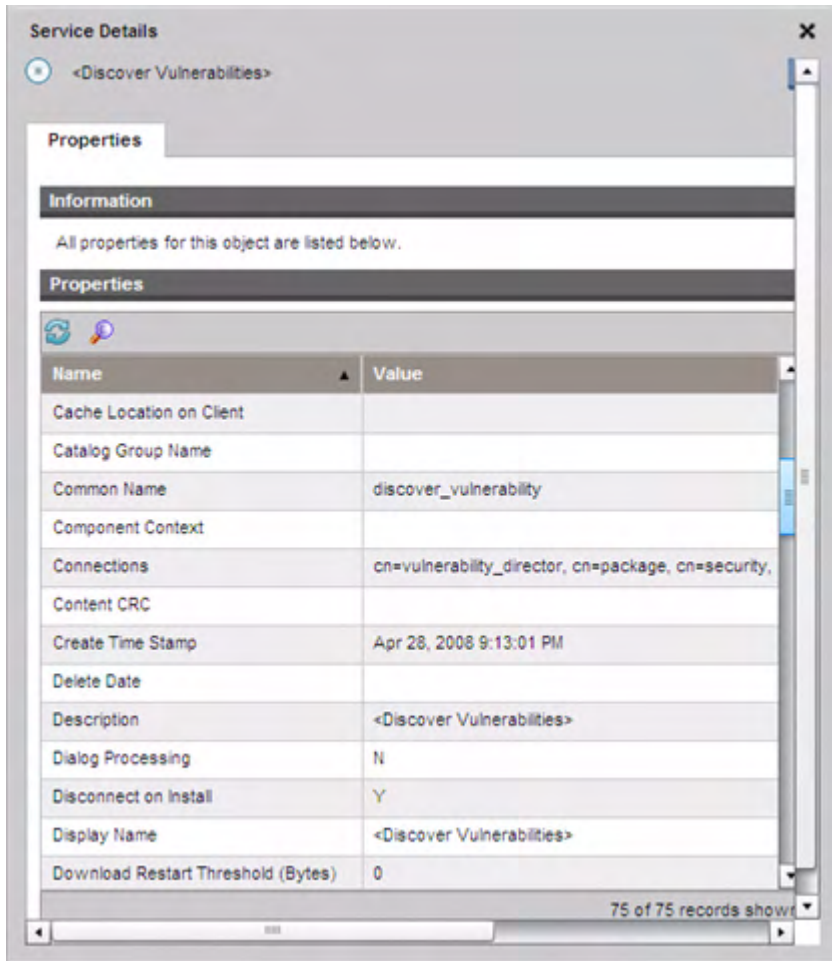 Service Details
<Discover Vulnerabilities>
Properties
Information
All properties for this object are listed below.
Properties
Name Value
Cache Location on Client
Catalog Group Name
Common Name discover_vulnerability
Component Context
Connections cn=vulnerability_director, cn=package, cn=security,
Content CRC
Create Time Stamp Apr 28, 2008 9:13:01 PM
Delete Date
Description <Discover Vulnerabilities>
Dialog Processing N
Disconnect on Install Y
Display Name <Discover Vulnerabilities>
Download Restart Threshold (Bytes) 0
75 of 75 records shown